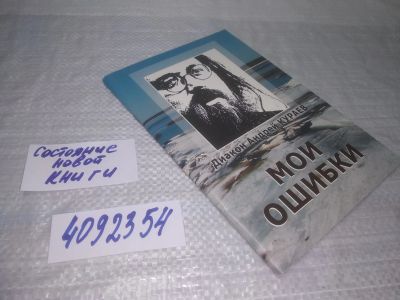 Состояние
новой
книги
4092354
Диакон Андрей КУРАЕВ
МОИ
ОШИБКИ